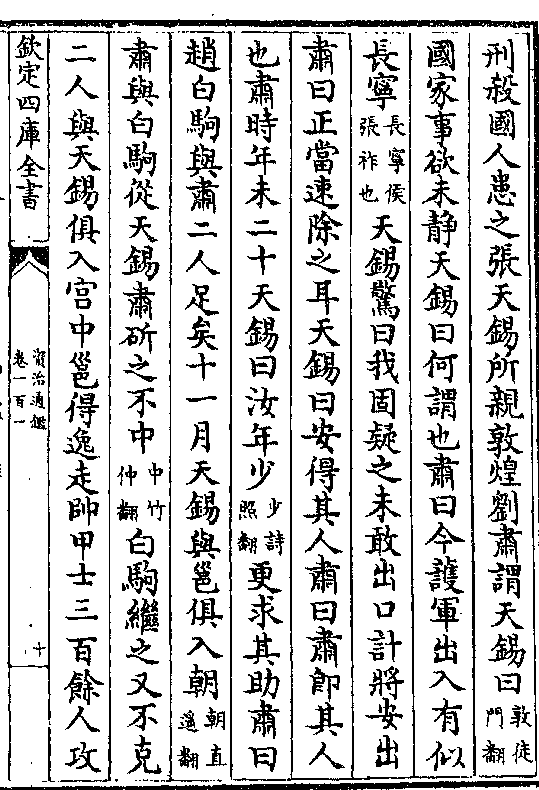 刑殺國人患之張天錫所親敦煌劉肅謂天錫曰敦徒門翻
國家事欲未静天錫曰何謂也肅曰今護軍出入有似
長寧長寧侯張祚也天錫驚曰我固疑之未敢出口計將安出
肅曰正當速除之耳天錫曰安得其人肅曰肅即其人
也肅時年未二十天錫曰汝年少少詩照翻更求其助肅曰
趙白駒與肅二人足矣十一月天錫與邕俱入朝朝直遥翻
肅與白駒從天錫肅斫之不中中竹仲翻白駒繼之又不克
二人與天錫俱入宫中邕得逸走帥甲士三百餘人攻
欽定四庫全書
資治通鑑
卷一百一
十